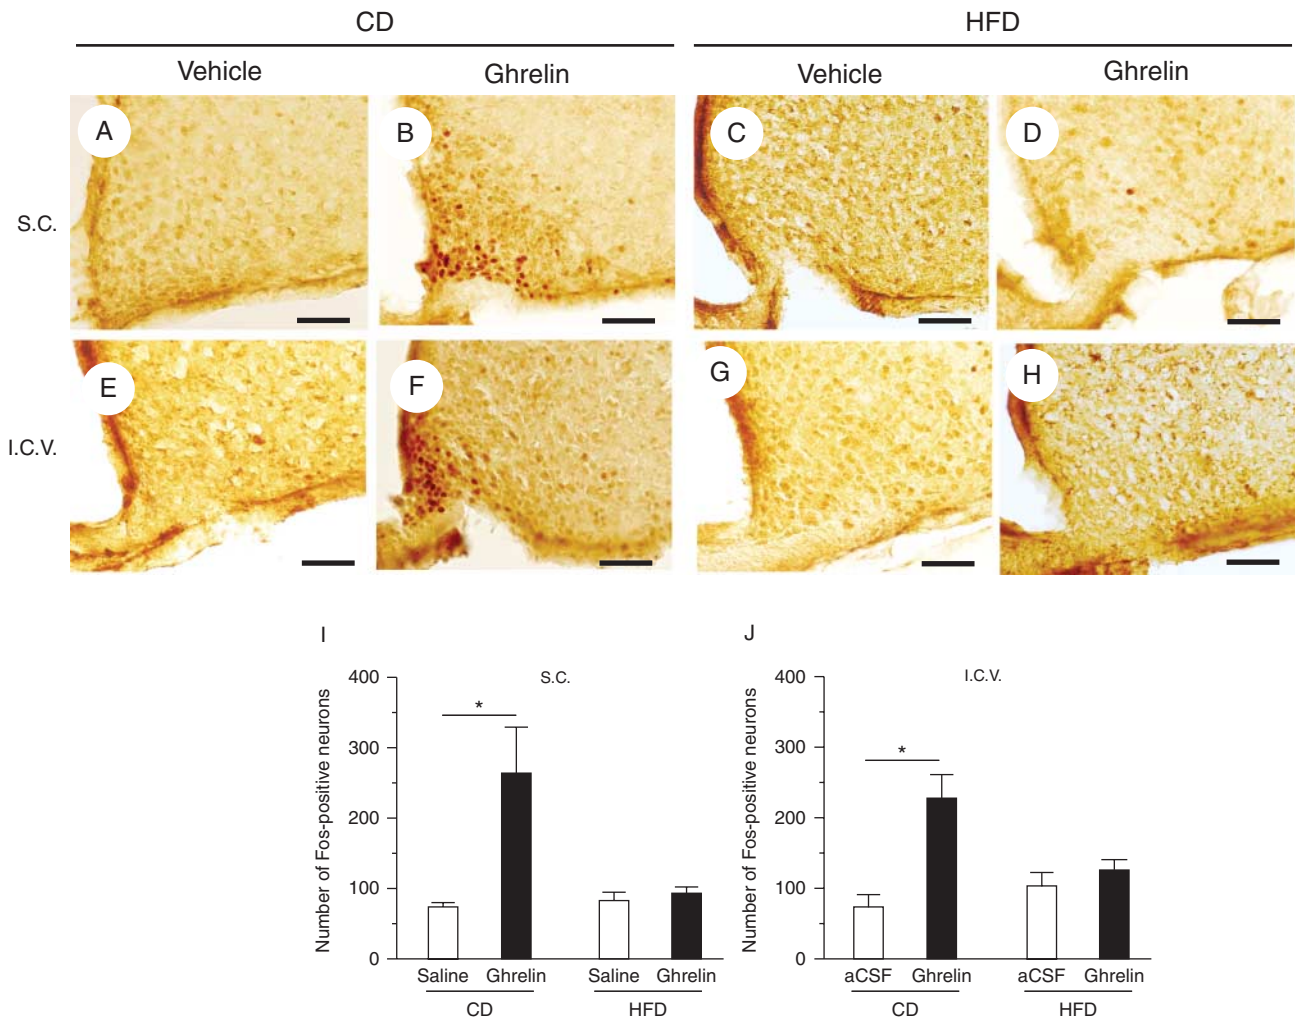 CD HFD
Vehicle Ghrelin Vehicle Ghrelin
A B C D
S.C.
E F G H
I.C.V.
I J
S.C.
I.C.V.
Number of Fos-positive neurons
400
300
200
100
0
*
Saline Ghrelin Saline Ghrelin
CD HFD
Number of Fos-positive neurons
400
300
200
100
0
*
aCSF Ghrelin aCSF Ghrelin
CD HFD